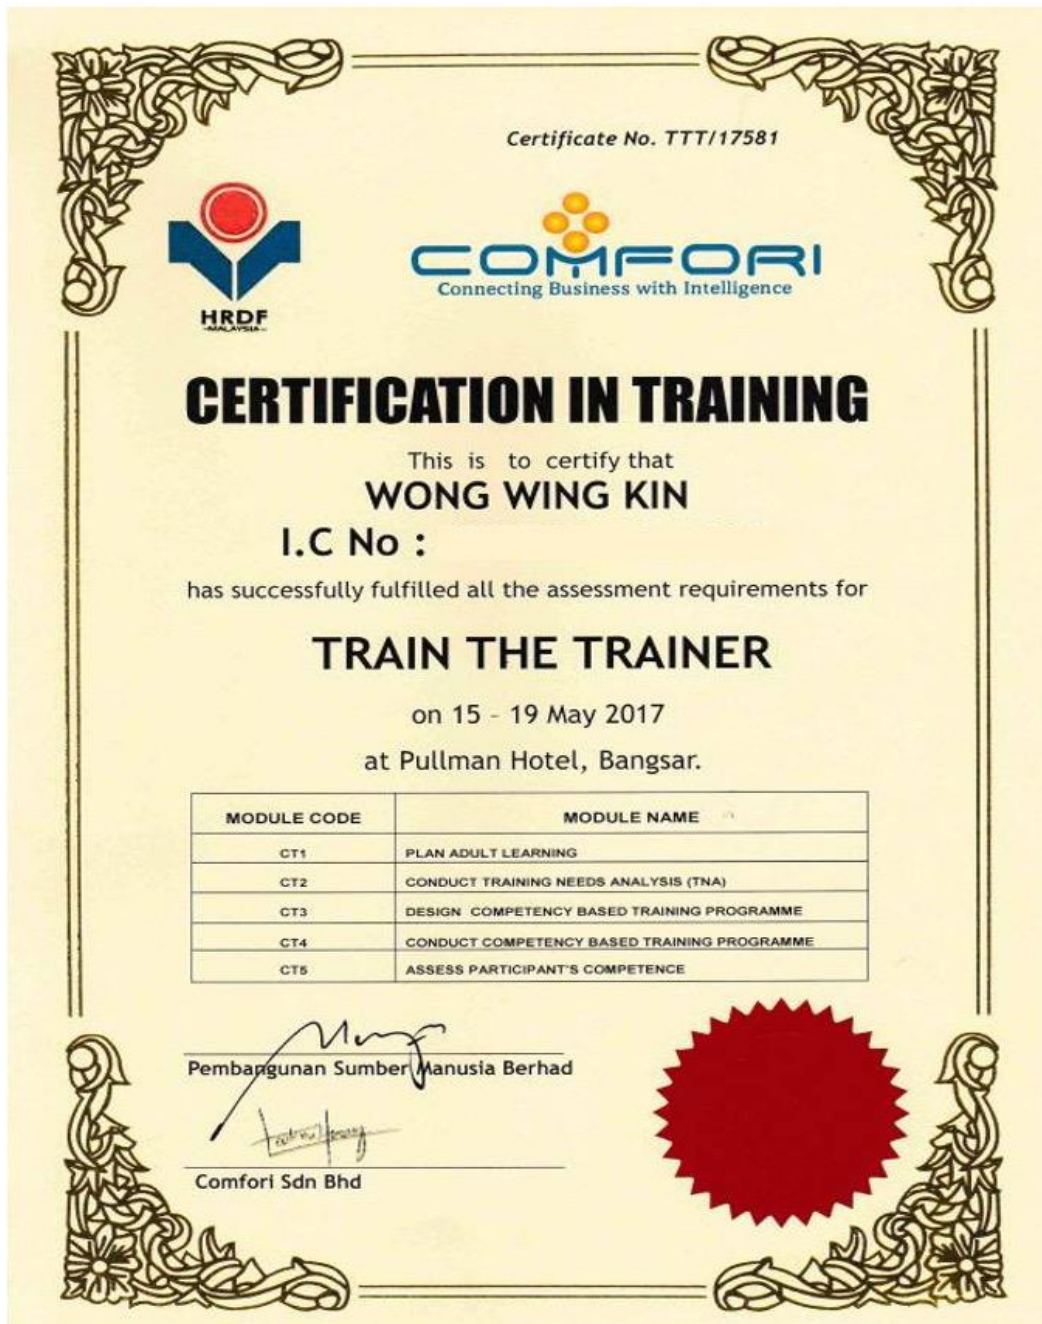 Certificate No. TTT/17581
HRDF
-MALAYSIA-
COMFORI
Connecting Business with Intelligence
CERTIFICATION IN TRAINING
This is to certify that
WONG WING KIN
I.C No :
has successfully fulfilled all the assessment requirements for
TRAIN THE TRAINER
on 15 - 19 May 2017
at Pullman Hotel, Bangsar.
MODULE CODE MODULE NAME
CT1 PLAN ADULT LEARNING
CT2 CONDUCT TRAINING NEEDS ANALYSIS (TNA)
CT3 DESIGN COMPETENCY BASED TRAINING PROGRAMME
CT4 CONDUCT COMPETENCY BASED TRAINING PROGRAMME
CT5 ASSESS PARTICIPANT'S COMPETENCE
Pembangunan Sumber Manusia Berhad
Comfori Sdn Bhd